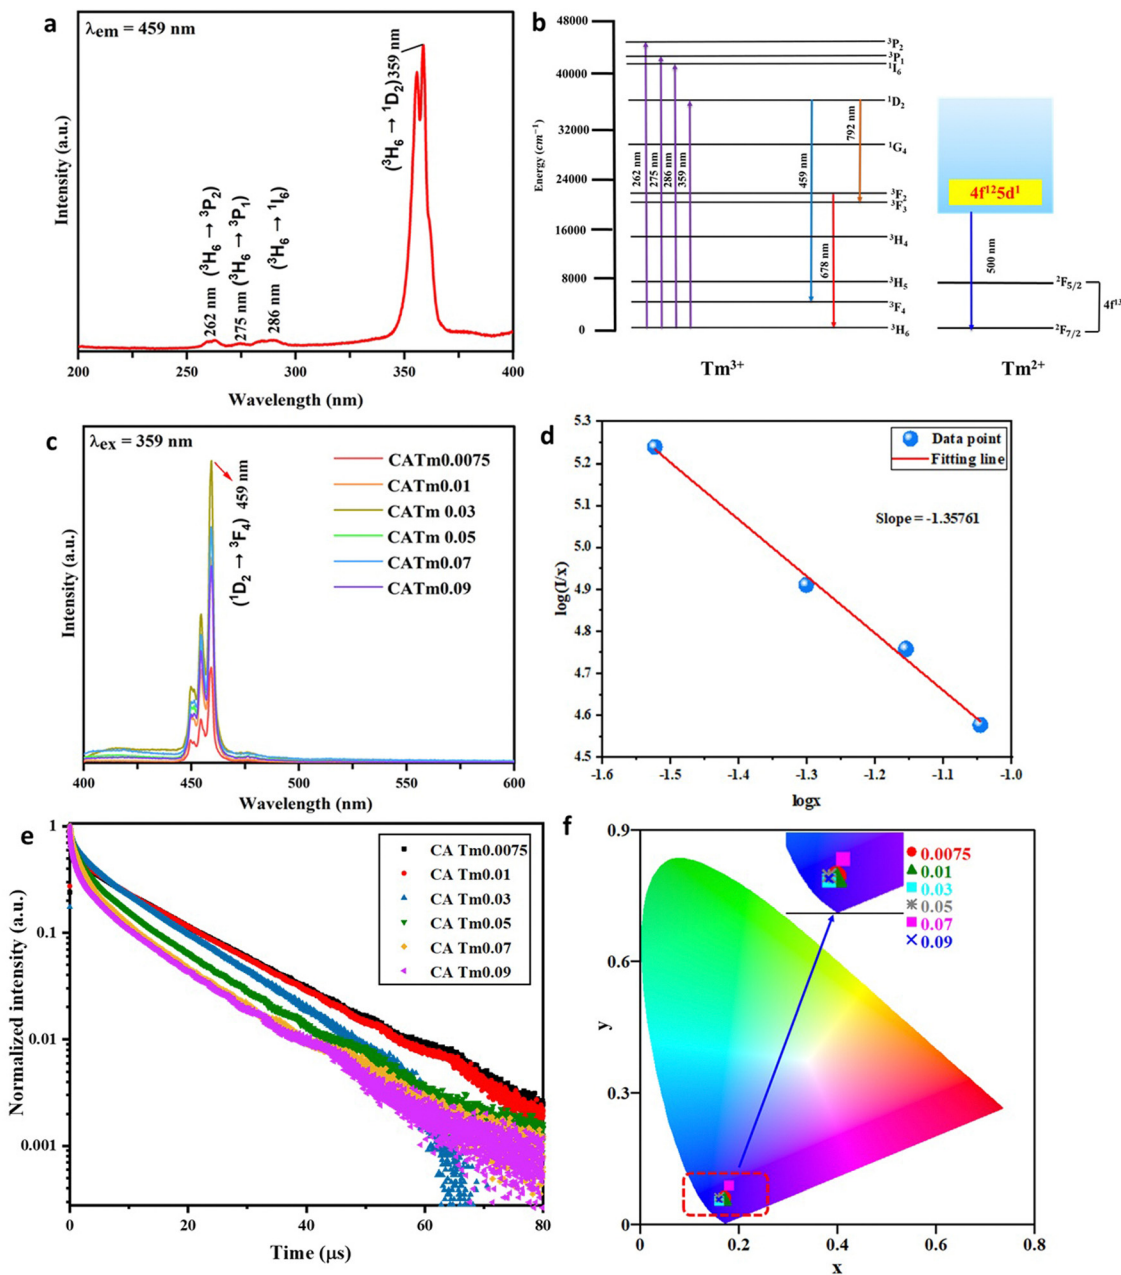 a
λem = 459 nm
359 nm
(³H₆ → ¹D₂)
262 nm (³H₆ → ³P₂)
275 nm (³H₆ → ³P₁)
286 nm (³H₆ → ¹I₆)
Intensity (a.u.)
200
250
300
350
400
Wavelength (nm)
b
48000
40000
32000
24000
16000
8000
0
Energy (cm⁻¹)
³P₂
³P₁
¹I₆
¹D₂
¹G₄
³F₂
³F₃
³H₄
³H₅
³F₄
³H₆
262 nm
275 nm
286 nm
359 nm
459 nm
678 nm
792 nm
4f¹²5d¹
500 nm
²F₅/₂
4f¹³
²F₇/₂
Tm³⁺
Tm²⁺
c
λex = 359 nm
459 nm
(¹D₂ → ³F₄)
CATm0.0075
CATm0.01
CATm 0.03
CATm 0.05
CATm0.07
CATm0.09
Intensity (a.u.)
400
450
500
550
600
Wavelength (nm)
d
5.3
5.2
5.1
5.0
4.9
4.8
4.7
4.6
4.5
log(I/x)
Data point
Fitting line
Slope = -1.35761
-1.6
-1.5
-1.4
-1.3
-1.2
-1.1
-1.0
logx
e
1
0.1
0.01
0.001
Normalized intensity (a.u.)
CA Tm0.0075
CA Tm0.01
CA Tm0.03
CA Tm0.05
CA Tm0.07
CA Tm0.09
0
20
40
60
80
Time (μs)
f
0.9
0.6
0.3
0
y
0.0075
0.01
0.03
0.05
0.07
0.09
0
0.2
0.4
0.6
0.8
x